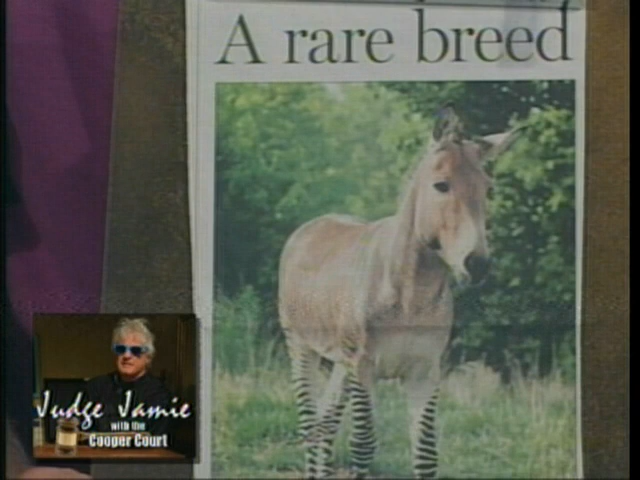 A rare breed
Judge Jamie
with the
Cooper Court